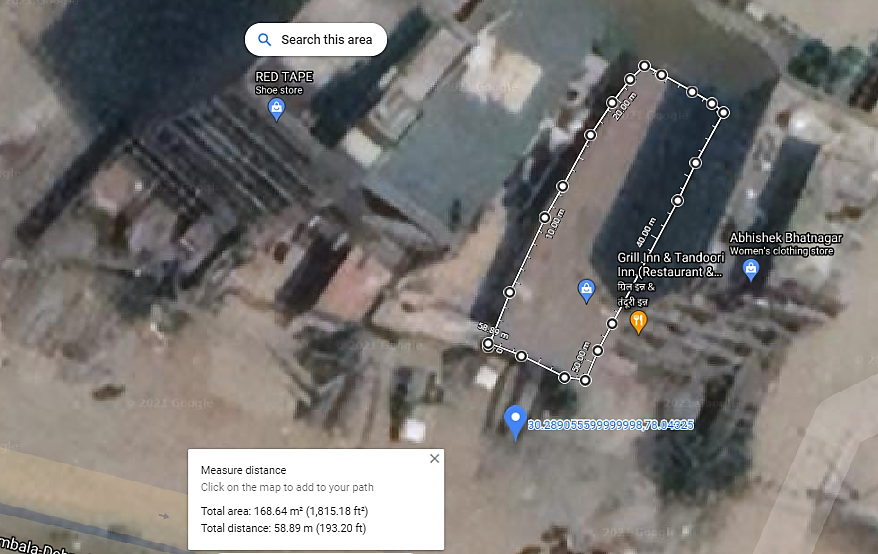 Search this area
RED TAPE
Shoe store
20.00 m
10.00 m
40.00 m
Abhishek Bhatnagar
Women's clothing store
Grill Inn & Tandoori
Inn (Restaurant &...
ग्रिल इन्न &
तंदूरी इन्न
58.89 m
50.00 m
© 2022 Google
30.289055599999998,78.04325
Measure distance
Click on the map to add to your path
Total area: 168.64 m² (1,815.18 ft²)
Total distance: 58.89 m (193.20 ft)